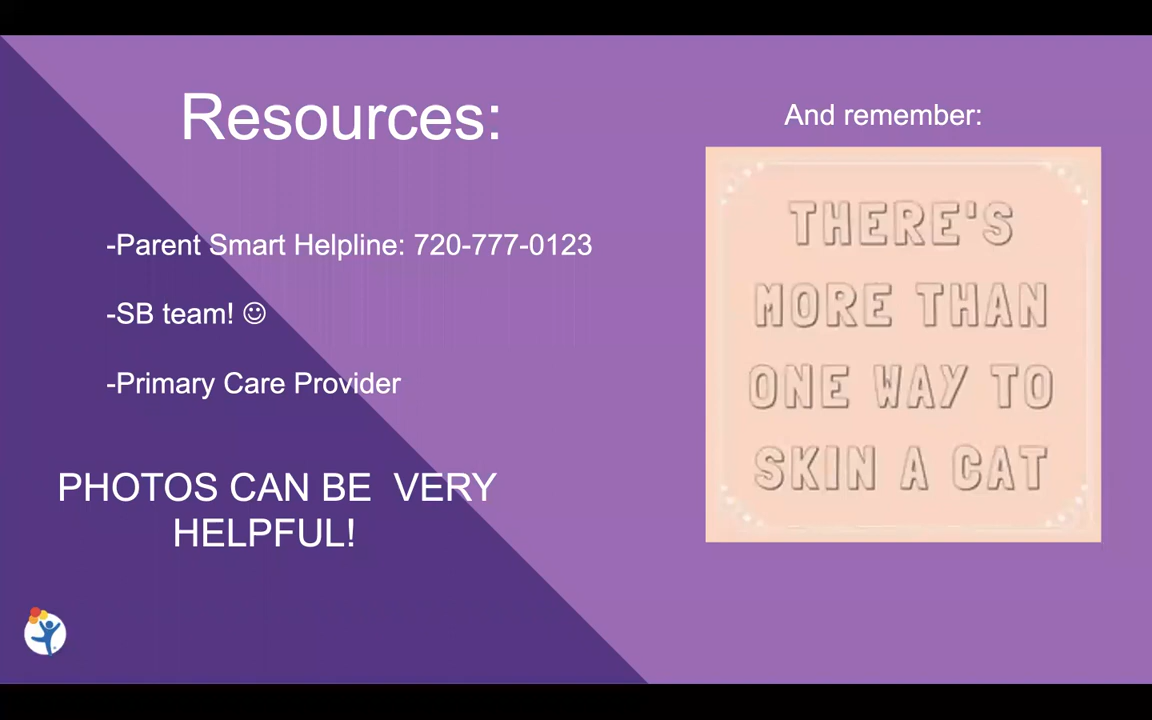 Resources:
-Parent Smart Helpline: 720-777-0123
-SB team! ☺
-Primary Care Provider
PHOTOS CAN BE  VERY
HELPFUL!
And remember:
THERE'S
MORE THAN
ONE WAY TO
SKIN A CAT